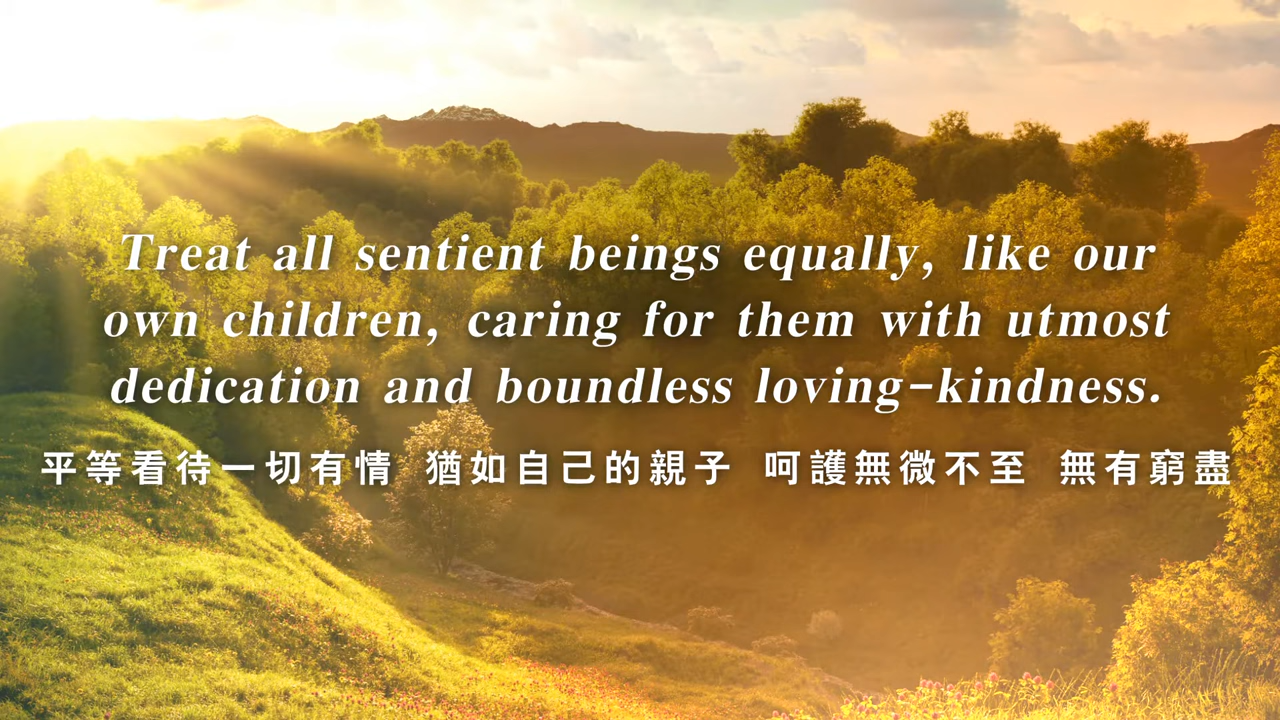 Treat all sentient beings equally, like our
own children, caring for them with utmost
dedication and boundless loving-kindness.
平等看待一切有情 猶如自己的親子 呵護無微不至 無有窮盡